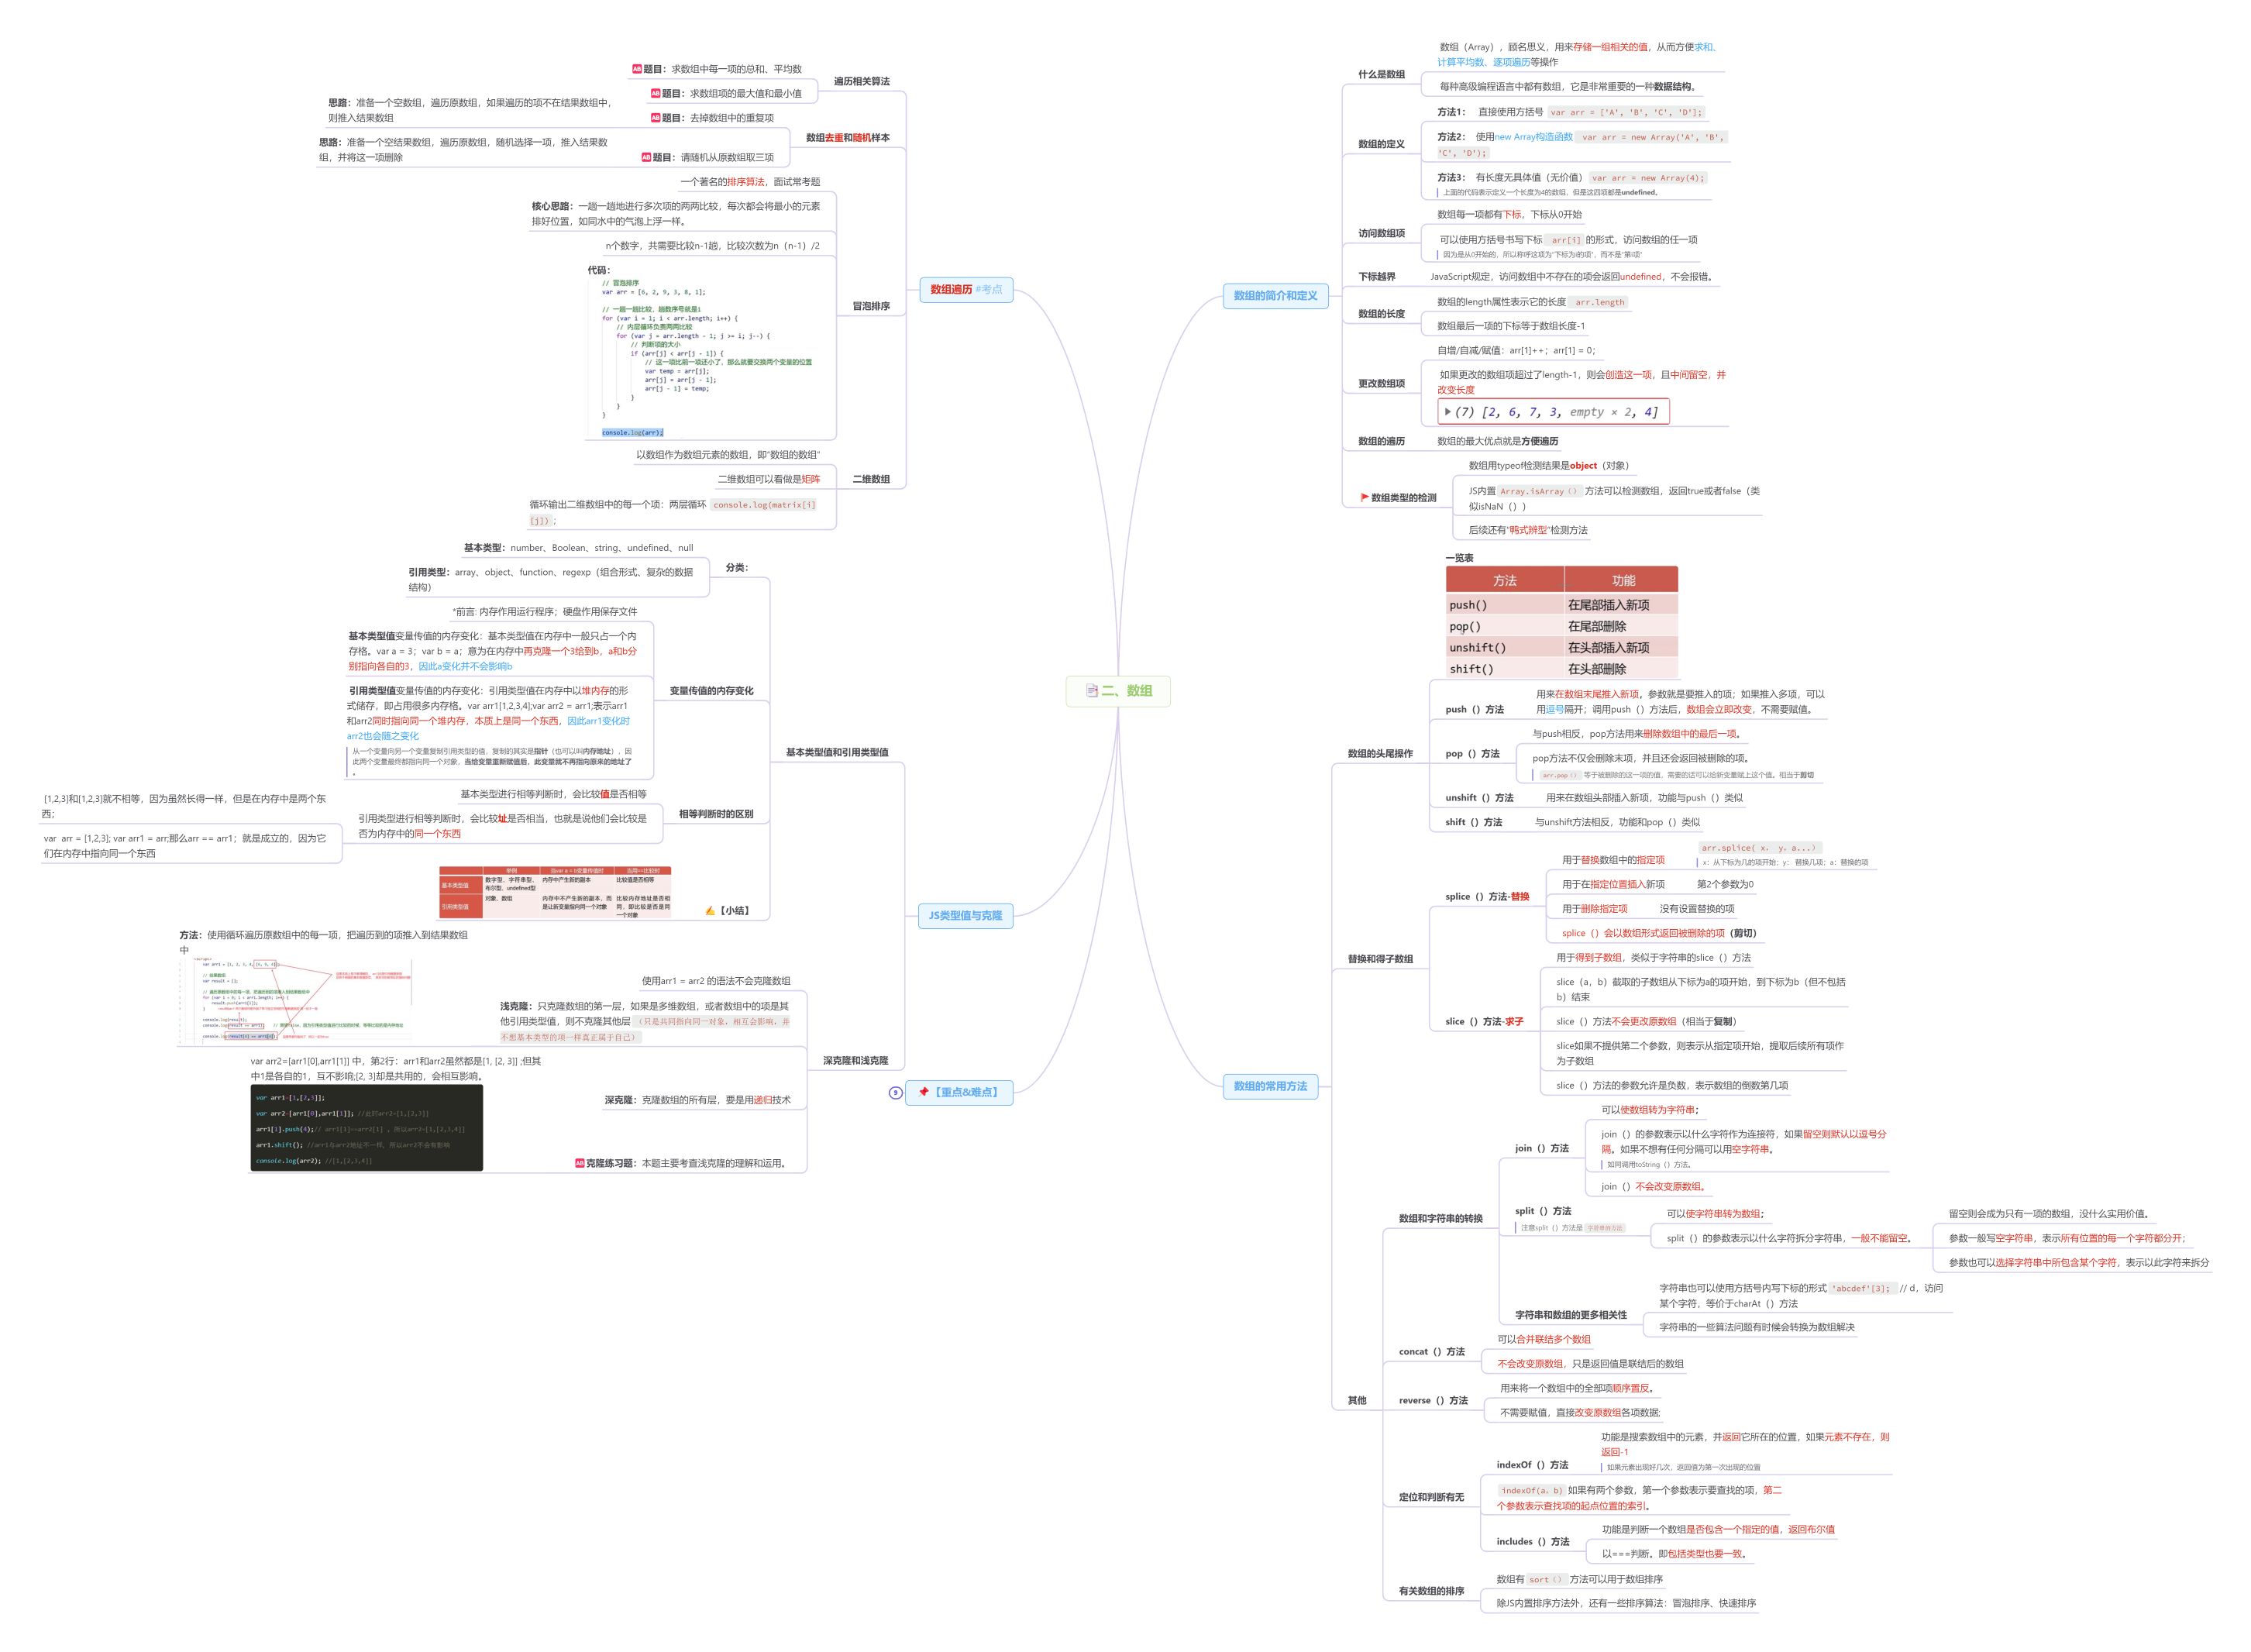 二、数组
数组的简介和定义
什么是数组
数组（Array），顾名思义，用来存储一组相关的值，从而方便求和、
计算平均数、逐项遍历等操作
每种高级编程语言中都有数组，它是非常重要的一种数据结构。
数组的定义
方法1： 直接使用方括号 var arr = ['A', 'B', 'C', 'D'];
方法2： 使用new Array构造函数 var arr = new Array('A', 'B',
'C', 'D');
方法3： 有长度无具体值（无价值） var arr = new Array(4);
上面的代码表示定义一个长度为4的数组，但是这四项都是undefined。
访问数组项
数组每一项都有下标，下标从0开始
可以使用方括号书写下标 arr[i] 的形式，访问数组的任一项
因为是从0开始的，所以称呼这项为"下标为i的项"，而不是"第i项"
下标越界
JavaScript规定，访问数组中不存在的项会返回undefined，不会报错。
数组的长度
数组的length属性表示它的长度 arr.length
数组最后一项的下标等于数组长度-1
更改数组项
自增/自减/赋值：arr[1]++；arr[1] = 0；
如果更改的数组项超过了length-1，则会创造这一项，且中间留空，并
改变长度
(7) [2, 6, 7, 3, empty × 2, 4]
数组的遍历
数组的最大优点就是方便遍历
数组类型的检测
数组用typeof检测结果是object（对象）
JS内置 Array.isArray（） 方法可以检测数组，返回true或者false（类
似isNaN（））
后续还有"鸭式辨型"检测方法
数组的常用方法
数组的头尾操作
一览表
方法 功能
push() 在尾部插入新项
pop() 在尾部删除
unshift() 在头部插入新项
shift() 在头部删除
push（）方法
用来在数组末尾推入新项，参数就是要推入的项；如果推入多项，可以
用逗号隔开；调用push（）方法后，数组会立即改变，不需要赋值。
pop（）方法
与push相反，pop方法用来删除数组中的最后一项。
pop方法不仅会删除末项，并且还会返回被删除的项。
arr.pop（） 等于被删除的这一项的值，需要的话可以给新变量赋上这个值。相当于剪切
unshift（）方法
用来在数组头部插入新项，功能与push（）类似
shift（）方法
与unshift方法相反，功能和pop（）类似
替换和得子数组
splice（）方法-替换
用于替换数组中的指定项
arr.splice( x， y，a...）
x：从下标为几的项开始；y： 替换几项；a：替换的项
用于在指定位置插入新项
第2个参数为0
用于删除指定项
没有设置替换的项
splice（）会以数组形式返回被删除的项（剪切）
slice（）方法-求子
用于得到子数组，类似于字符串的slice（）方法
slice（a，b）截取的子数组从下标为a的项开始，到下标为b（但不包括
b）结束
slice（）方法不会更改原数组（相当于复制）
slice如果不提供第二个参数，则表示从指定项开始，提取后续所有项作
为子数组
slice（）方法的参数允许是负数，表示数组的倒数第几项
其他
数组和字符串的转换
join（）方法
可以使数组转为字符串；
join（）的参数表示以什么字符作为连接符，如果留空则默认以逗号分
隔。如果不想有任何分隔可以用空字符串。
如同调用toString（）方法。
join（）不会改变原数组。
split（）方法
注意split（）方法是 字符串的方法
可以使字符串转为数组；
split（）的参数表示以什么字符拆分字符串，一般不能留空。
留空则会成为只有一项的数组，没什么实用价值。
参数一般写空字符串，表示所有位置的每一个字符都分开；
参数也可以选择字符串中所包含某个字符，表示以此字符来拆分
字符串和数组的更多相关性
字符串也可以使用方括号内写下标的形式 'abcdef'[3]; // d，访问
某个字符，等价于charAt（）方法
字符串的一些算法问题有时候会转换为数组解决
concat（）方法
可以合并联结多个数组
不会改变原数组，只是返回值是联结后的数组
reverse（）方法
用来将一个数组中的全部项顺序置反。
不需要赋值，直接改变原数组各项数据;
定位和判断有无
indexOf（）方法
功能是搜索数组中的元素，并返回它所在的位置，如果元素不存在，则
返回-1
如果元素出现好几次，返回值为第一次出现的位置
indexOf(a，b) 如果有两个参数，第一个参数表示要查找的项，第二
个参数表示查找项的起点位置的索引。
includes（）方法
功能是判断一个数组是否包含一个指定的值，返回布尔值
以===判断。即包括类型也要一致。
有关数组的排序
数组有 sort（） 方法可以用于数组排序
除JS内置排序方法外，还有一些排序算法：冒泡排序、快速排序
数组遍历 #考点
遍历相关算法
题目：求数组中每一项的总和、平均数
题目：求数组项的最大值和最小值
数组去重和随机样本
题目：去掉数组中的重复项
思路：准备一个空数组，遍历原数组，如果遍历的项不在结果数组中，
则推入结果数组
题目：请随机从原数组取三项
思路：准备一个空结果数组，遍历原数组，随机选择一项，推入结果数
组，并将这一项删除
冒泡排序
一个著名的排序算法，面试常考题
核心思路：一趟一趟地进行多次项的两两比较，每次都会将最小的元素
排好位置，如同水中的气泡上浮一样。
n个数字，共需要比较n-1趟，比较次数为n（n-1）/2
代码：
// 冒泡排序
var arr = [6, 2, 9, 3, 8, 1];
// 一趟一趟比较，趟数序号就是i
for (var i = 1; i < arr.length; i++) {
// 内层循环负责两两比较
for (var j = arr.length - 1; j >= i; j--) {
// 判断项的大小
if (arr[j] < arr[j - 1]) {
// 这一项比前一项还小了，那么就要交换两个变量的位置
var temp = arr[j];
arr[j] = arr[j - 1];
arr[j - 1] = temp;
}
}
}
console.log(arr);
二维数组
以数组作为数组元素的数组，即"数组的数组"
二维数组可以看做是矩阵
循环输出二维数组中的每一个项：两层循环 console.log(matrix[i]
[j])；
JS类型值与克隆
基本类型值和引用类型值
分类：
基本类型：number、Boolean、string、undefined、null
引用类型：array、object、function、regexp（组合形式、复杂的数据
结构）
变量传值的内存变化
*前言: 内存作用运行程序；硬盘作用保存文件
基本类型值变量传值的内存变化：基本类型值在内存中一般只占一个内
存格。var a = 3；var b = a；意为在内存中再克隆一个3给到b，a和b分
别指向各自的3，因此a变化并不会影响b
引用类型值变量传值的内存变化：引用类型值在内存中以堆内存的形
式储存，即占用很多内存格。var arr1[1,2,3,4];var arr2 = arr1;表示arr1
和arr2同时指向同一个堆内存，本质上是同一个东西，因此arr1变化时
arr2也会随之变化
从一个变量向另一个变量复制引用类型的值，复制的其实是指针（也可以叫内存地址），因
此两个变量最终都指向同一个对象，当给变量重新赋值后，此变量就不再指向原来的地址了
。
相等判断时的区别
基本类型进行相等判断时，会比较值是否相等
引用类型进行相等判断时，会比较址是否相当，也就是说他们会比较是
否为内存中的同一个东西
[1,2,3]和[1,2,3]就不相等，因为虽然长得一样，但是在内存中是两个东
西；
var arr = [1,2,3]; var arr1 = arr;那么arr == arr1；就是成立的，因为它
们在内存中指向同一个东西
【小结】
举例 当var a = b变量传值时 当用==比较时
基本类型值 数字型、字符串型、布尔型、undefined型 内存中产生新的副本 比较值是否相等
引用类型值 对象、数组 内存中不产生新的副本，而是让新变量指向同一个对象 比较内存地址是否相同，即比较是否是同一个对象
深克隆和浅克隆
使用arr1 = arr2 的语法不会克隆数组
浅克隆：只克隆数组的第一层，如果是多维数组，或者数组中的项是其
他引用类型值，则不克隆其他层 （只是共同指向同一对象，相互会影响，并
不想基本类型的项一样真正属于自己）
方法：使用循环遍历原数组中的每一项，把遍历到的项推入到结果数组
中
// 结果数组
var result = [];
for (var i = 0; i < arr1.length; i++) {
result.push(arr1[i]);
}
console.log(result);
深克隆：克隆数组的所有层，要是用递归技术
克隆练习题：本题主要考查浅克隆的理解和运用。
var arr2=[arr1[0],arr1[1]] 中，第2行：arr1和arr2虽然都是[1, [2, 3]] ;但其
中1是各自的1，互不影响;[2, 3]却是共用的，会相互影响。
var arr1=[1,[2,3]];
var arr2=[arr1[0],arr1[1]]; //此时arr2=[1,[2,3]]
arr1[1].push(4);// arr1[1]==arr2[1] , 所以arr2=[1,[2,3,4]]
arr1.shift(); //arr1与arr2地址不一样，所以arr2不会有影响
console.log(arr2); //[1,[2,3,4]]
【重点&难点】
9